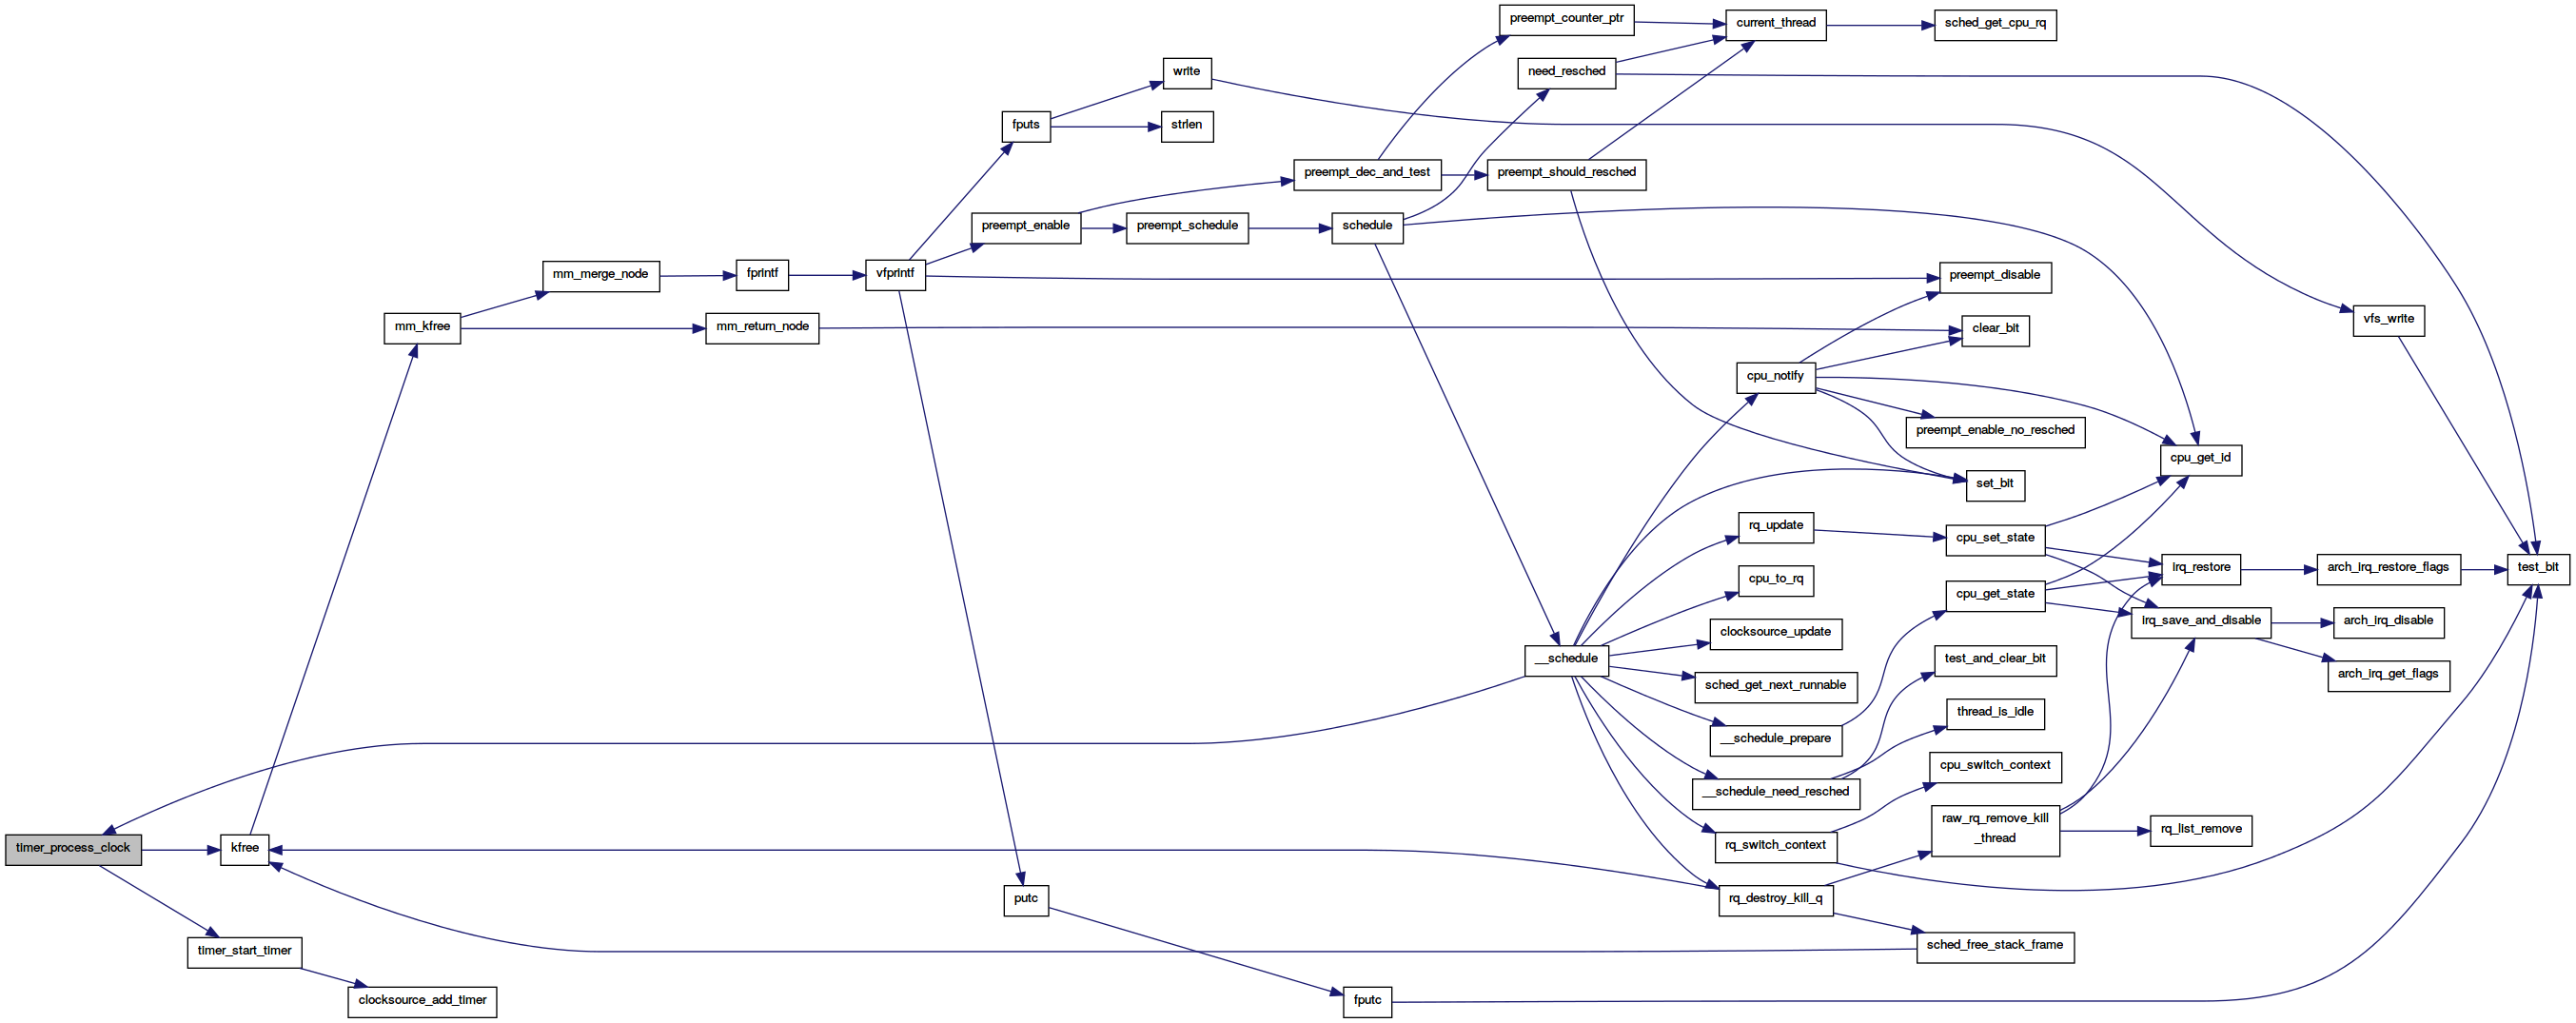 preempt_counter_ptr
current_thread
sched_get_cpu_rq
write
need_resched
fputs
strlen
preempt_dec_and_test
preempt_should_resched
preempt_enable
preempt_schedule
schedule
mm_merge_node
fprintf
vfprintf
preempt_disable
mm_kfree
mm_return_node
clear_bit
vfs_write
cpu_notify
preempt_enable_no_resched
cpu_get_id
set_bit
rq_update
cpu_set_state
cpu_to_rq
cpu_get_state
irq_restore
arch_irq_restore_flags
test_bit
clocksource_update
irq_save_and_disable
arch_irq_disable
__schedule
test_and_clear_bit
sched_get_next_runnable
arch_irq_get_flags
thread_is_idle
__schedule_prepare
cpu_switch_context
__schedule_need_resched
raw_rq_remove_kill
_thread
rq_list_remove
timer_process_clock
kfree
rq_switch_context
putc
rq_destroy_kill_q
timer_start_timer
sched_free_stack_frame
clocksource_add_timer
fputc